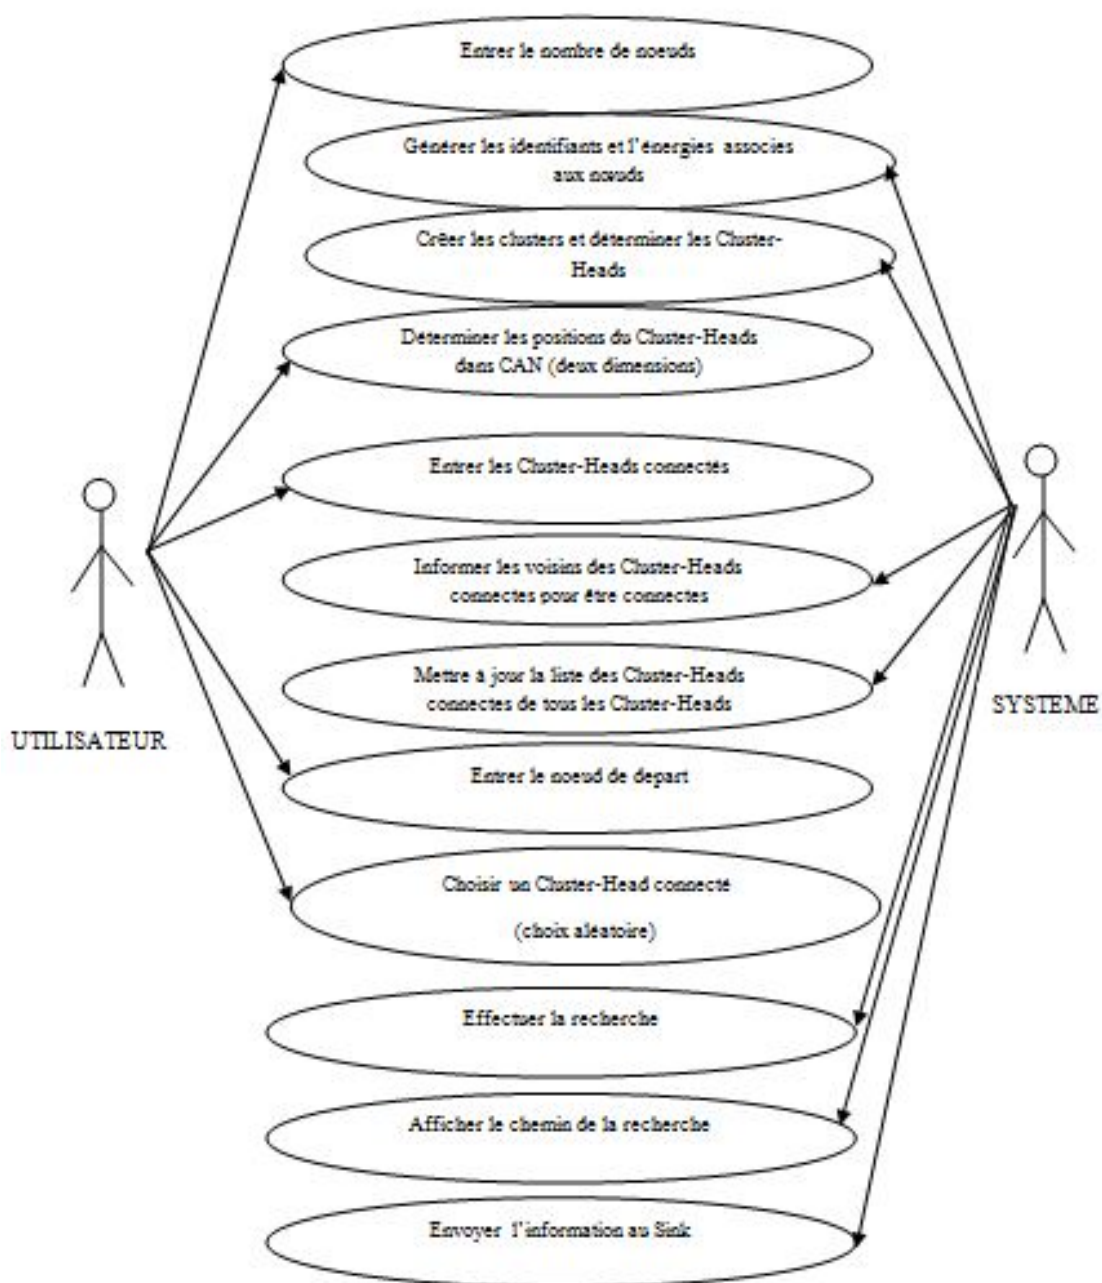 Entrer le nombre de noeuds
Générer les identifiants et l'énergies associes
aux nœuds
Créer les clusters et déterminer les Cluster-
Heads
Déterminer les positions du Cluster-Heads
dans CAN (deux dimensions)
Entrer les Cluster-Heads connectés
Informer les voisins des Cluster-Heads
connectes pour être connectes
Mettre à jour la liste des Cluster-Heads
connectes de tous les Cluster-Heads
SYSTEME
UTILISATEUR
Entrer le noeud de depart
Choisir un Cluster-Head connecté
(choix aléatoire)
Effectuer la recherche
Afficher le chemin de la recherche
Envoyer l'information au Sink